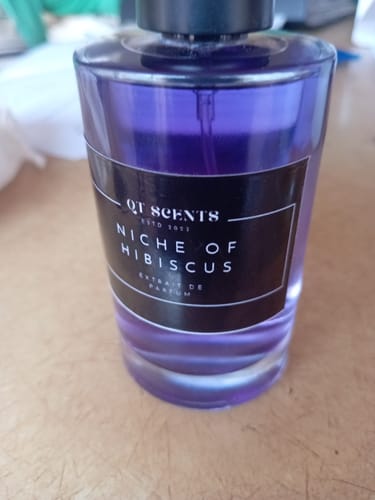 QT SCENTS
ESTD 2021
NICHE OF
HIBISCUS
EXTRAIT DE
PARFUM